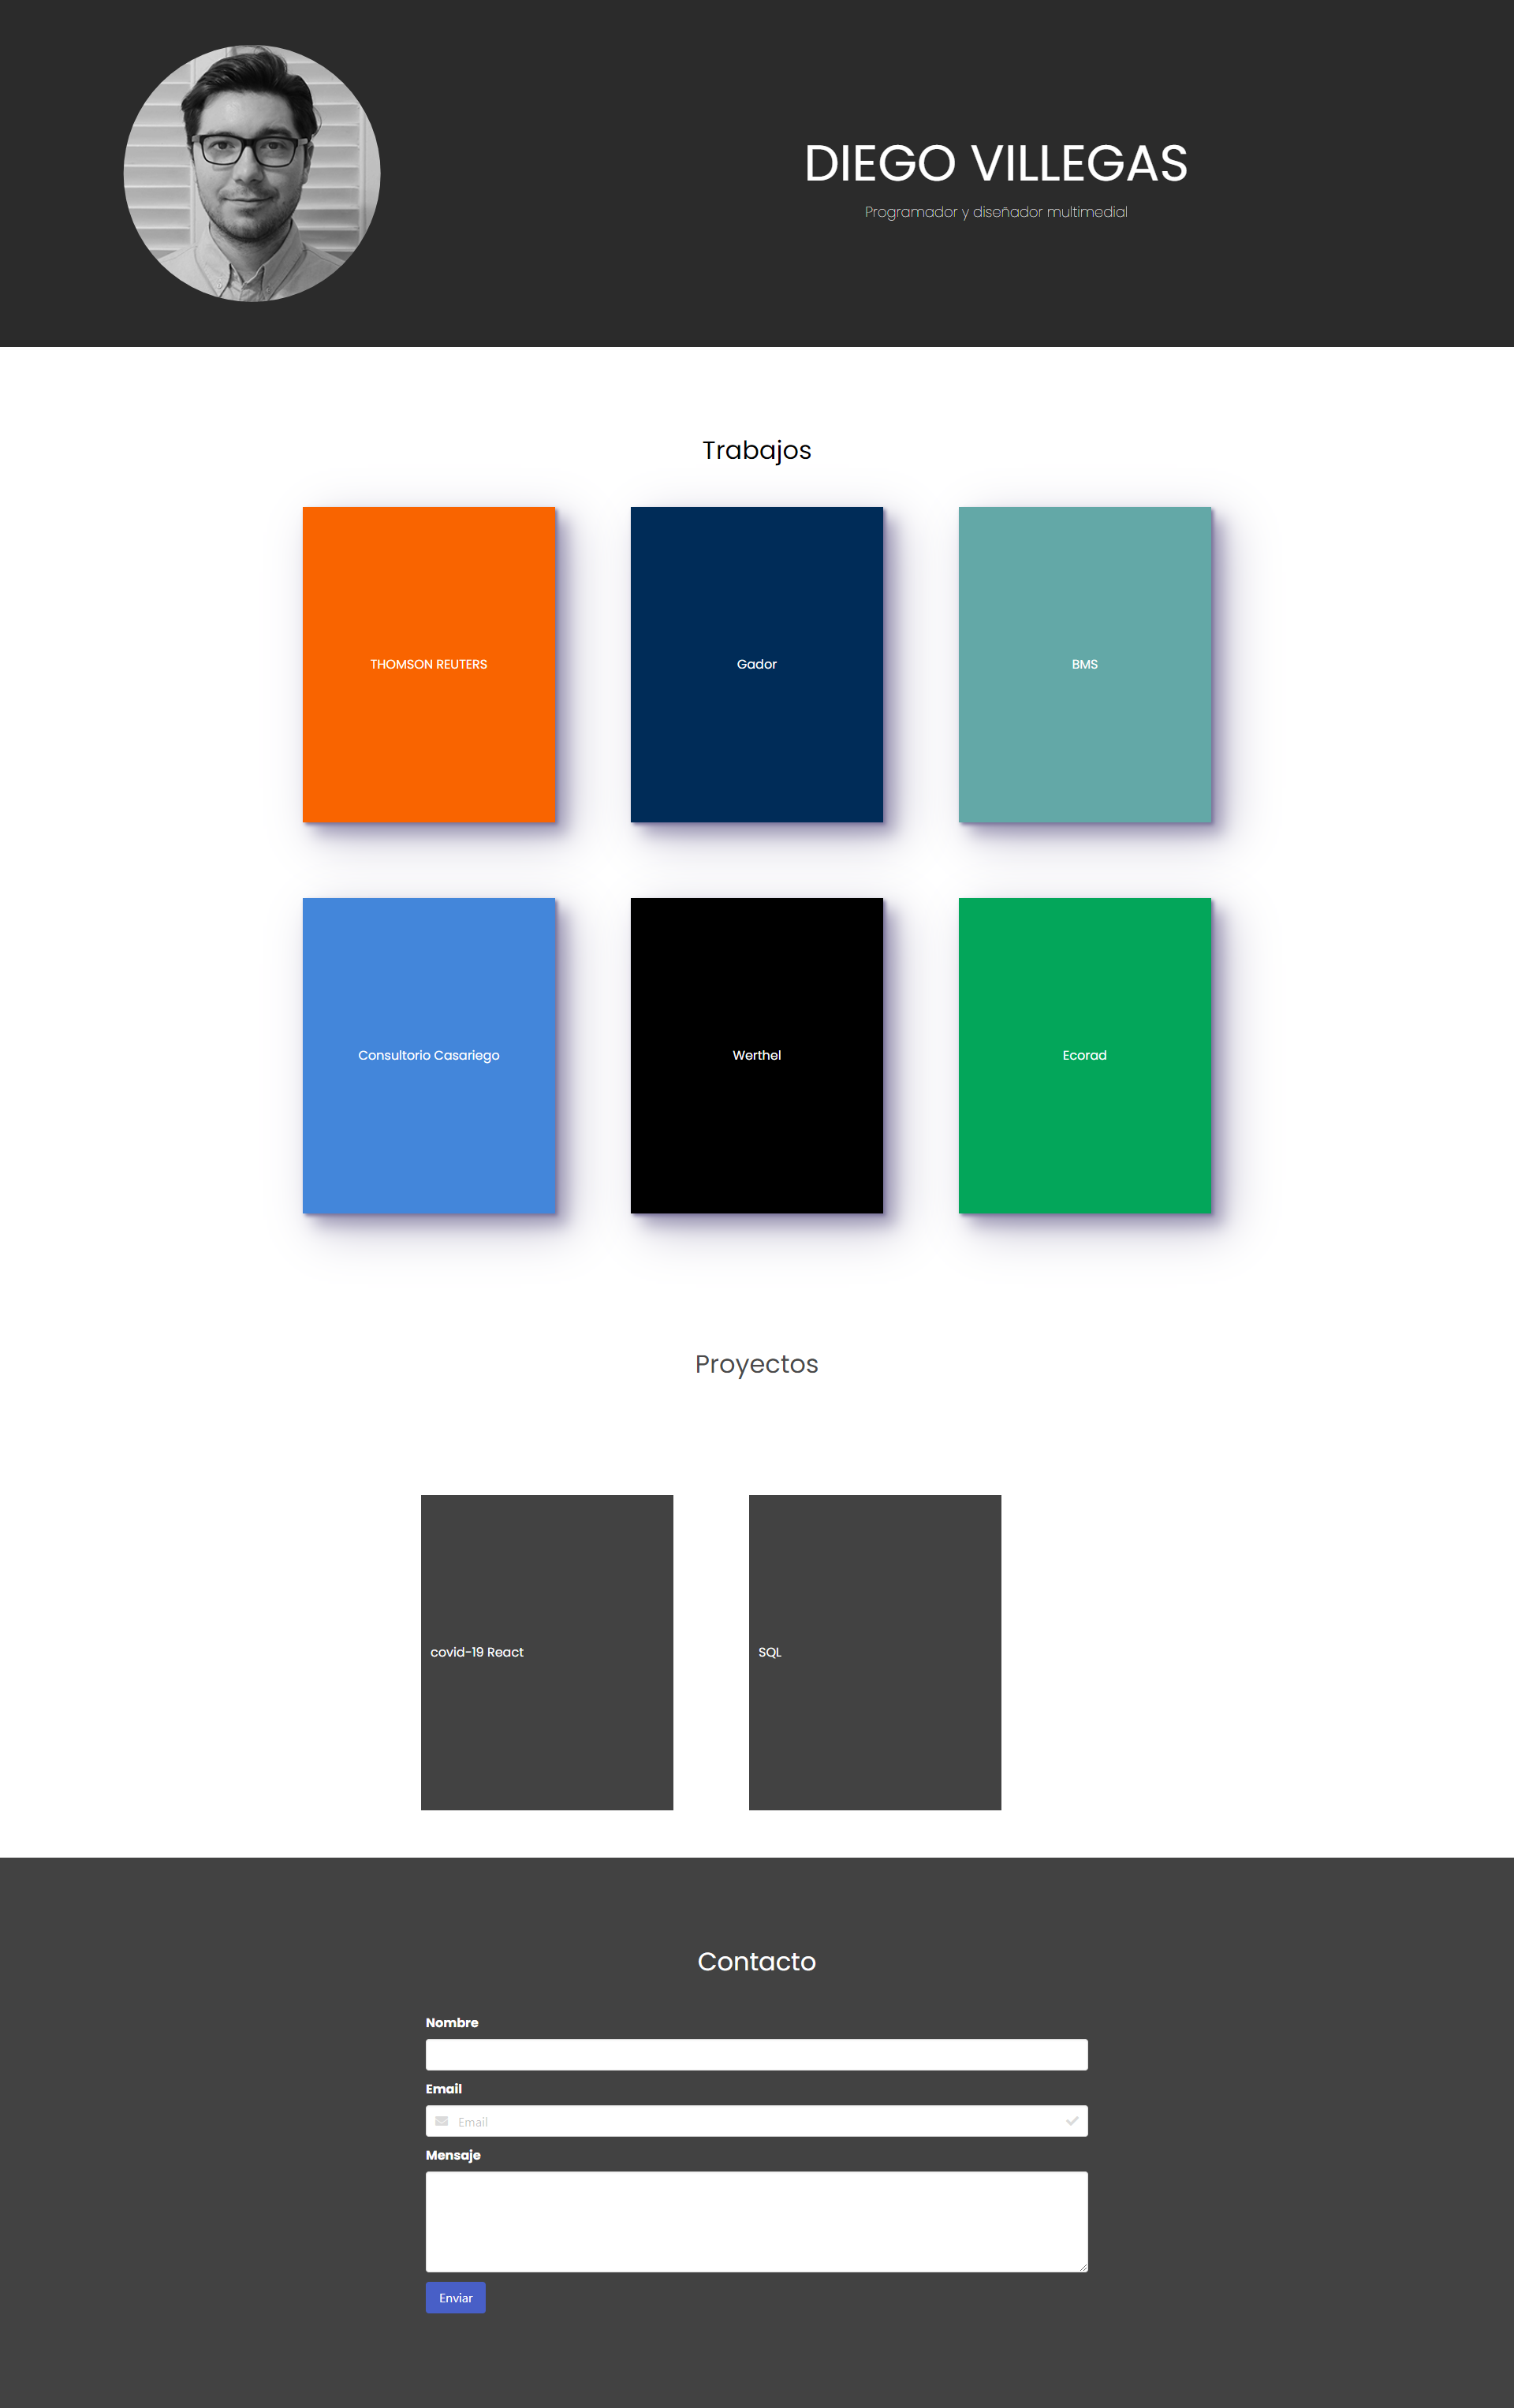 DIEGO VILLEGAS
Programador y diseñador multimedial
Trabajos
THOMSON REUTERS
Gador
BMS
Consultorio Casariego
Werthel
Ecorad
Proyectos
covid-19 React
SQL
Contacto
Nombre
Email
Email
Mensaje
Enviar